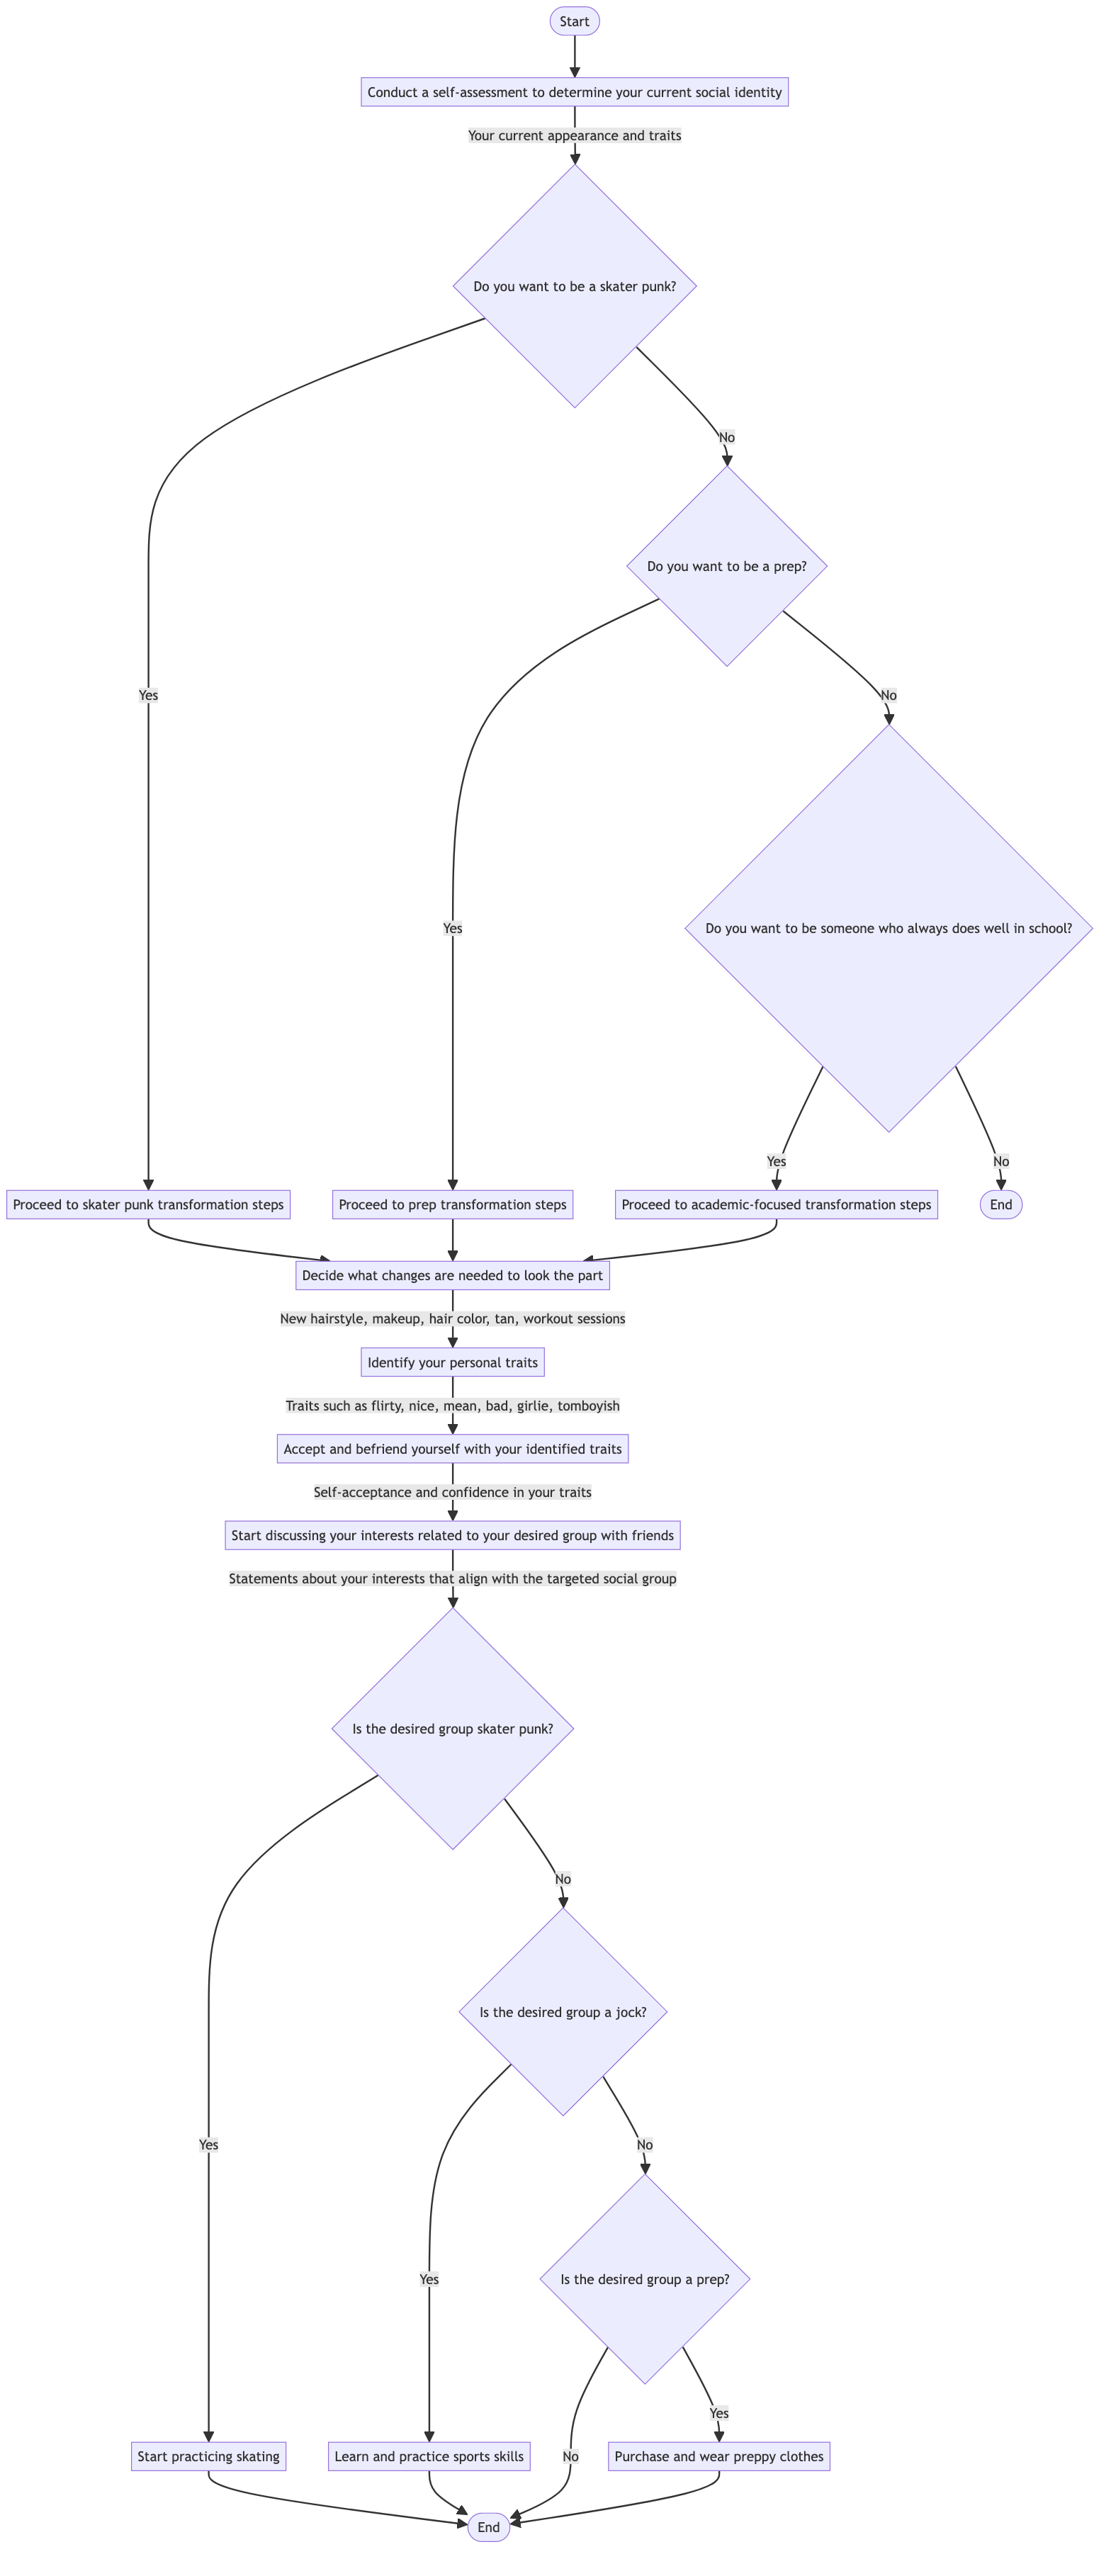 Start
Conduct a self-assessment to determine your current social identity
Your current appearance and traits
Do you want to be a skater punk?
No
Do you want to be a prep?
Yes
No
Yes
Do you want to be someone who always does well in school?
Yes
No
Proceed to skater punk transformation steps
Proceed to prep transformation steps
Proceed to academic-focused transformation steps
End
Decide what changes are needed to look the part
New hairstyle, makeup, hair color, tan, workout sessions
Identify your personal traits
Traits such as flirty, nice, mean, bad, girlie, tomboyish
Accept and befriend yourself with your identified traits
Self-acceptance and confidence in your traits
Start discussing your interests related to your desired group with friends
Statements about your interests that align with the targeted social group
Is the desired group skater punk?
No
Is the desired group a jock?
Yes
No
Yes
Is the desired group a prep?
Yes
No
Start practicing skating
Learn and practice sports skills
Purchase and wear preppy clothes
End